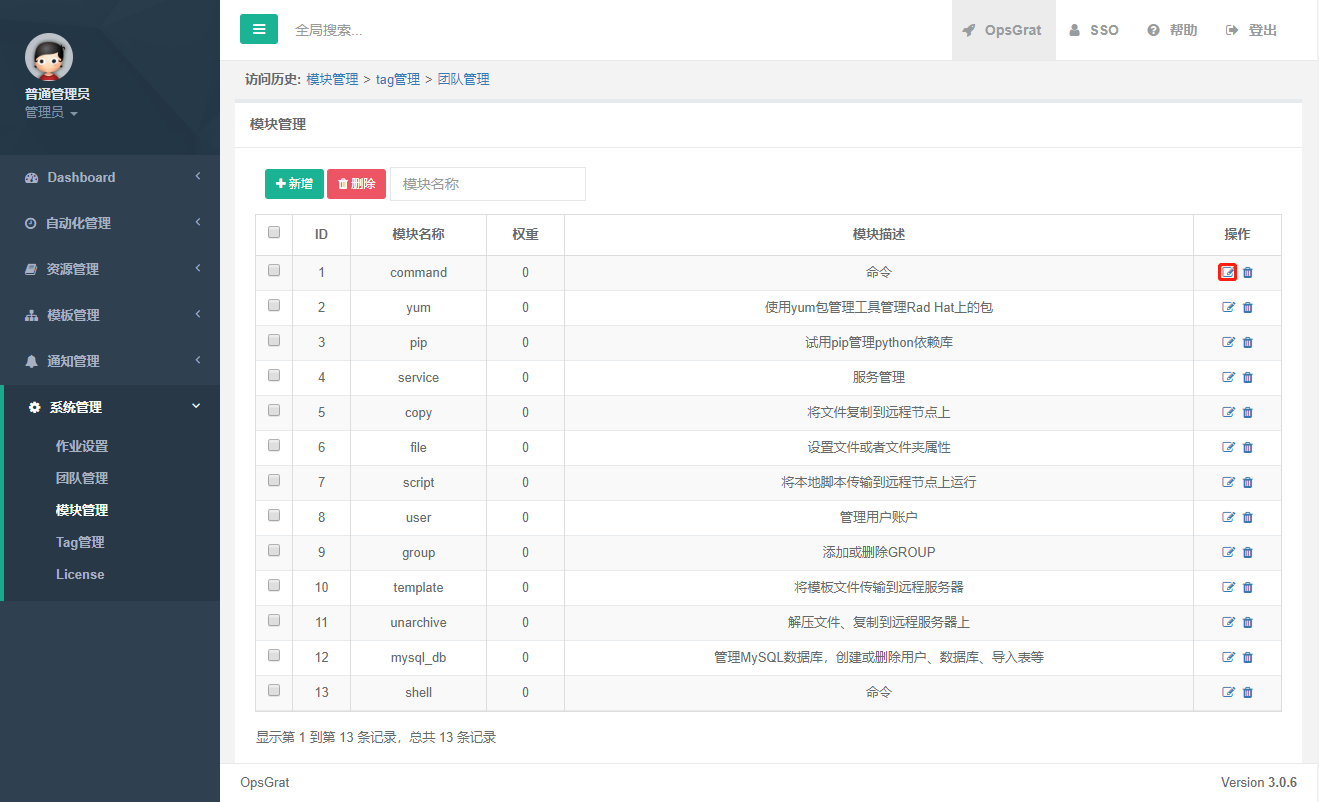 全局搜索...
OpsGrat
SSO
帮助
登出
普通管理员
管理员
Dashboard
自动化管理
资源管理
模板管理
通知管理
系统管理
作业设置
团队管理
模块管理
Tag管理
License
访问历史: 模块管理 > tag管理 > 团队管理
模块管理
新增 删除 模块名称
ID 模块名称 权重 模块描述 操作
1 command 0 命令
2 yum 0 使用yum包管理工具管理Rad Hat上的包
3 pip 0 试用pip管理python依赖库
4 service 0 服务管理
5 copy 0 将文件复制到远程节点上
6 file 0 设置文件或者文件夹属性
7 script 0 将本地脚本传输到远程节点上运行
8 user 0 管理用户账户
9 group 0 添加或删除GROUP
10 template 0 将模板文件传输到远程服务器
11 unarchive 0 解压文件、复制到远程服务器上
12 mysql_db 0 管理MySQL数据库，创建或删除用户、数据库、导入表等
13 shell 0 命令
显示第 1 到第 13 条记录，总共 13 条记录
OpsGrat
Version 3.0.6